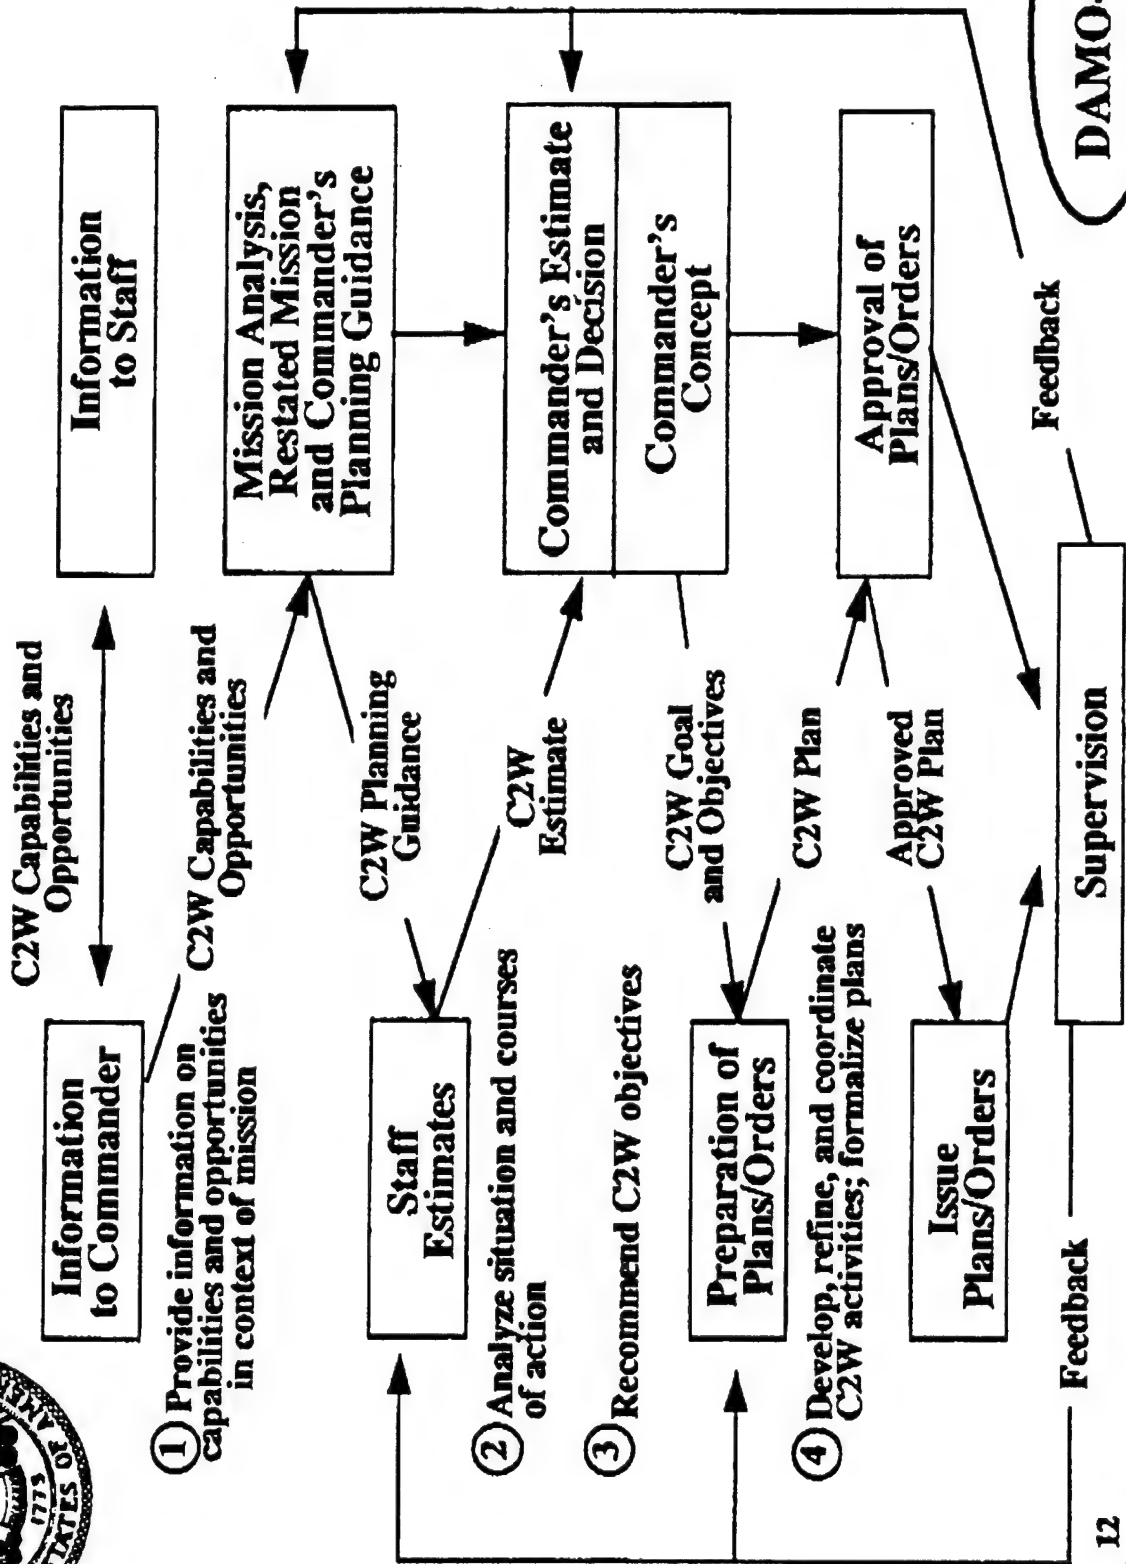 C2W Capabilities and
Opportunities
Information
to Commander
Information
to Staff
① Provide information on
capabilities and opportunities
in context of mission
C2W Capabilities and
Opportunities
Mission Analysis,
Restated Mission
and Commander's
Planning Guidance
C2W Planning
Guidance
Staff
Estimates
② Analyze situation and courses
of action
C2W
Estimate
Commander's Estimate
and Decision
Commander's
Concept
③ Recommend C2W objectives
C2W Goal
and Objectives
Preparation of
Plans/Orders
④ Develop, refine, and coordinate
C2W activities; formalize plans
C2W Plan
Approval of
Plans/Orders
Approved
C2W Plan
Issue
Plans/Orders
Feedback
Supervision
Feedback
12
DAMO-
1775